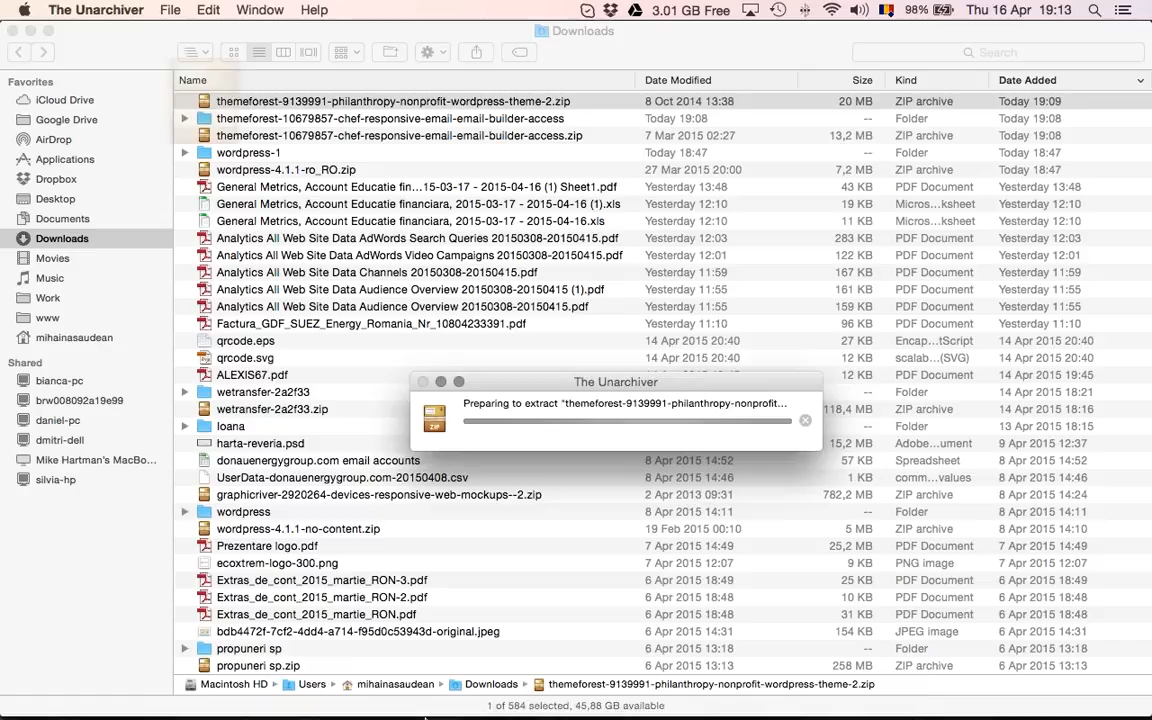 The Unarchiver File Edit Window Help 3.01 GB Free 98% Thu 16 Apr 19:13
Downloads
Search
Favorites
iCloud Drive
Google Drive
AirDrop
Applications
Dropbox
Desktop
Documents
Downloads
Movies
Music
Work
www
mihainasaudean
Shared
bianca-pc
brw008092a19e99
daniel-pc
dmitri-dell
Mike Hartman's MacBo...
silvia-hp
Name Date Modified Size Kind Date Added
themeforest-9139991-philanthropy-nonprofit-wordpress-theme-2.zip 8 Oct 2014 13:38 20 MB ZIP archive Today 19:09
themeforest-10679857-chef-responsive-email-email-builder-access Today 19:08 -- Folder Today 19:08
themeforest-10679857-chef-responsive-email-email-builder-access.zip 7 Mar 2015 02:27 13,2 MB ZIP archive Today 19:08
wordpress-1 Today 18:47 -- Folder Today 18:47
wordpress-4.1.1-ro_RO.zip 27 Mar 2015 20:00 7,2 MB ZIP archive Today 18:47
General Metrics, Account Educatie fin...15-03-17 - 2015-04-16 (1) Sheet1.pdf Yesterday 13:48 43 KB PDF Document Yesterday 13:48
General Metrics, Account Educatie financiara, 2015-03-17 - 2015-04-16 (1).xls Yesterday 12:10 19 KB Micros...ksheet Yesterday 12:10
General Metrics, Account Educatie financiara, 2015-03-17 - 2015-04-16.xls Yesterday 12:10 11 KB Micros...ksheet Yesterday 12:10
Analytics All Web Site Data AdWords Search Queries 20150308-20150415.pdf Yesterday 12:03 283 KB PDF Document Yesterday 12:03
Analytics All Web Site Data AdWords Video Campaigns 20150308-20150415.pdf Yesterday 12:01 122 KB PDF Document Yesterday 12:01
Analytics All Web Site Data Channels 20150308-20150415.pdf Yesterday 11:59 167 KB PDF Document Yesterday 11:59
Analytics All Web Site Data Audience Overview 20150308-20150415 (1).pdf Yesterday 11:55 161 KB PDF Document Yesterday 11:55
Analytics All Web Site Data Audience Overview 20150308-20150415.pdf Yesterday 11:55 159 KB PDF Document Yesterday 11:55
Factura_GDF_SUEZ_Energy_Romania_Nr_10804233391.pdf Yesterday 11:10 96 KB PDF Document Yesterday 11:10
qrcode.eps 14 Apr 2015 20:40 27 KB Encap...tScript 14 Apr 2015 20:40
qrcode.svg 14 Apr 2015 20:40 12 KB scalab...(SVG) 14 Apr 2015 20:40
ALEXIS67.pdf 12 KB PDF Document 14 Apr 2015 19:45
wetransfer-2a2f33 -- Folder 14 Apr 2015 18:21
wetransfer-2a2f33.zip 118,4 MB ZIP archive 14 Apr 2015 18:16
Ioana -- Folder 13 Apr 2015 18:15
harta-reveria.psd 15,2 MB Adobe...ument 9 Apr 2015 12:37
donauenergygroup.com email accounts 8 Apr 2015 14:52 57 KB Spreadsheet 8 Apr 2015 14:52
UserData-donauenergygroup.com-20150408.csv 8 Apr 2015 14:46 1 KB comm...values 8 Apr 2015 14:46
graphicriver-2920264-devices-responsive-web-mockups--2.zip 2 Apr 2013 09:31 782,2 MB ZIP archive 8 Apr 2015 14:24
wordpress 8 Apr 2015 14:11 -- Folder 8 Apr 2015 14:11
wordpress-4.1.1-no-content.zip 19 Feb 2015 00:10 5 MB ZIP archive 8 Apr 2015 14:10
Prezentare logo.pdf 7 Apr 2015 14:49 25,2 MB PDF Document 7 Apr 2015 14:49
ecoxtrem-logo-300.png 7 Apr 2015 12:07 9 KB PNG image 7 Apr 2015 12:07
Extras_de_cont_2015_martie_RON-3.pdf 6 Apr 2015 18:49 25 KB PDF Document 6 Apr 2015 18:49
Extras_de_cont_2015_martie_RON-2.pdf 6 Apr 2015 18:48 10 KB PDF Document 6 Apr 2015 18:48
Extras_de_cont_2015_martie_RON.pdf 6 Apr 2015 18:48 31 KB PDF Document 6 Apr 2015 18:48
bdb4472f-7cf2-4dd4-a714-f95d0c53943d-original.jpeg 6 Apr 2015 14:31 154 KB JPEG image 6 Apr 2015 14:31
propuneri sp 6 Apr 2015 13:18 -- Folder 6 Apr 2015 13:18
propuneri sp.zip 6 Apr 2015 13:13 258 MB ZIP archive 6 Apr 2015 13:13
The Unarchiver
Preparing to extract "themeforest-9139991-philanthropy-nonprofit...
ZIP
Macintosh HD Users mihainasaudean Downloads themeforest-9139991-philanthropy-nonprofit-wordpress-theme-2.zip
1 of 584 selected, 45,88 GB available